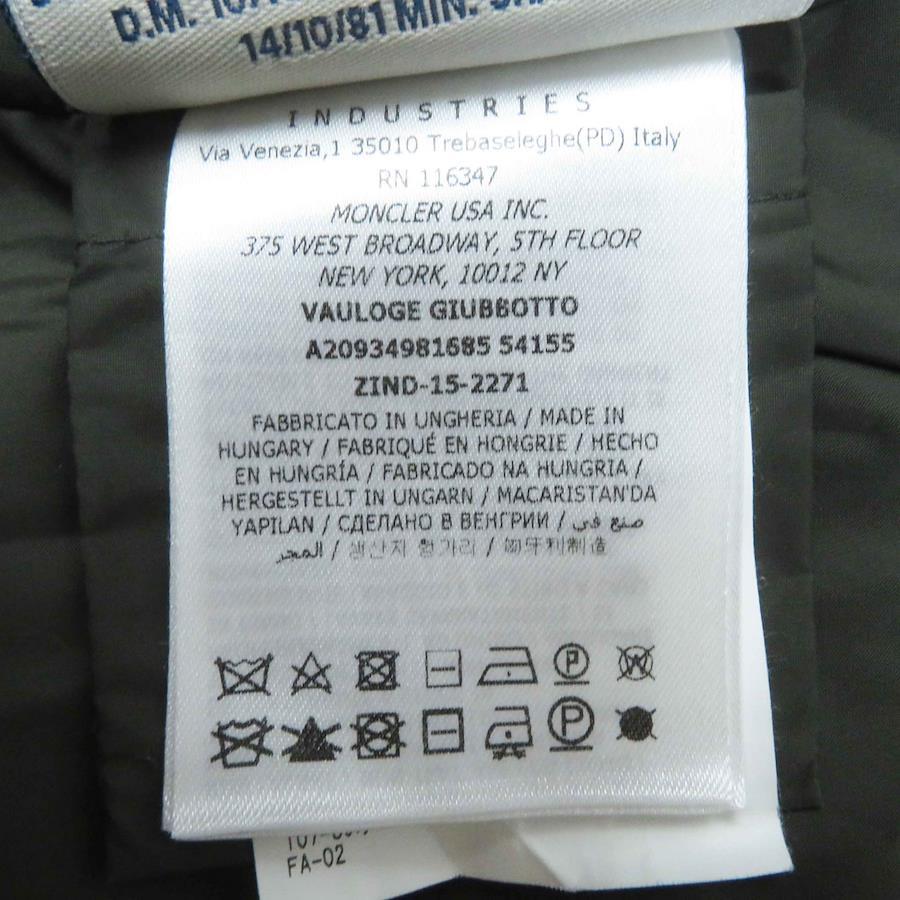 14/10/81 MIN.
INDUSTRIES
Via Venezia,1 35010 Trebaseleghe(PD) Italy
RN 116347
MONCLER USA INC.
375 WEST BROADWAY, 5TH FLOOR
NEW YORK, 10012 NY
VAULOGE GIUBBOTTO
A20934981685 54155
ZIND-15-2271
FABBRICATO IN UNGHERIA / MADE IN
HUNGARY / FABRIQUÉ EN HONGRIE / HECHO
EN HUNGRÍA / FABRICADO NA HUNGRIA /
HERGESTELLT IN UNGARN / MACARISTAN'DA
YAPILAN / СДЕЛАНО В ВЕНГРИИ / صنع في
المجر / 생산지 헝가리 / 匈牙利制造
P
W
P
FA-02